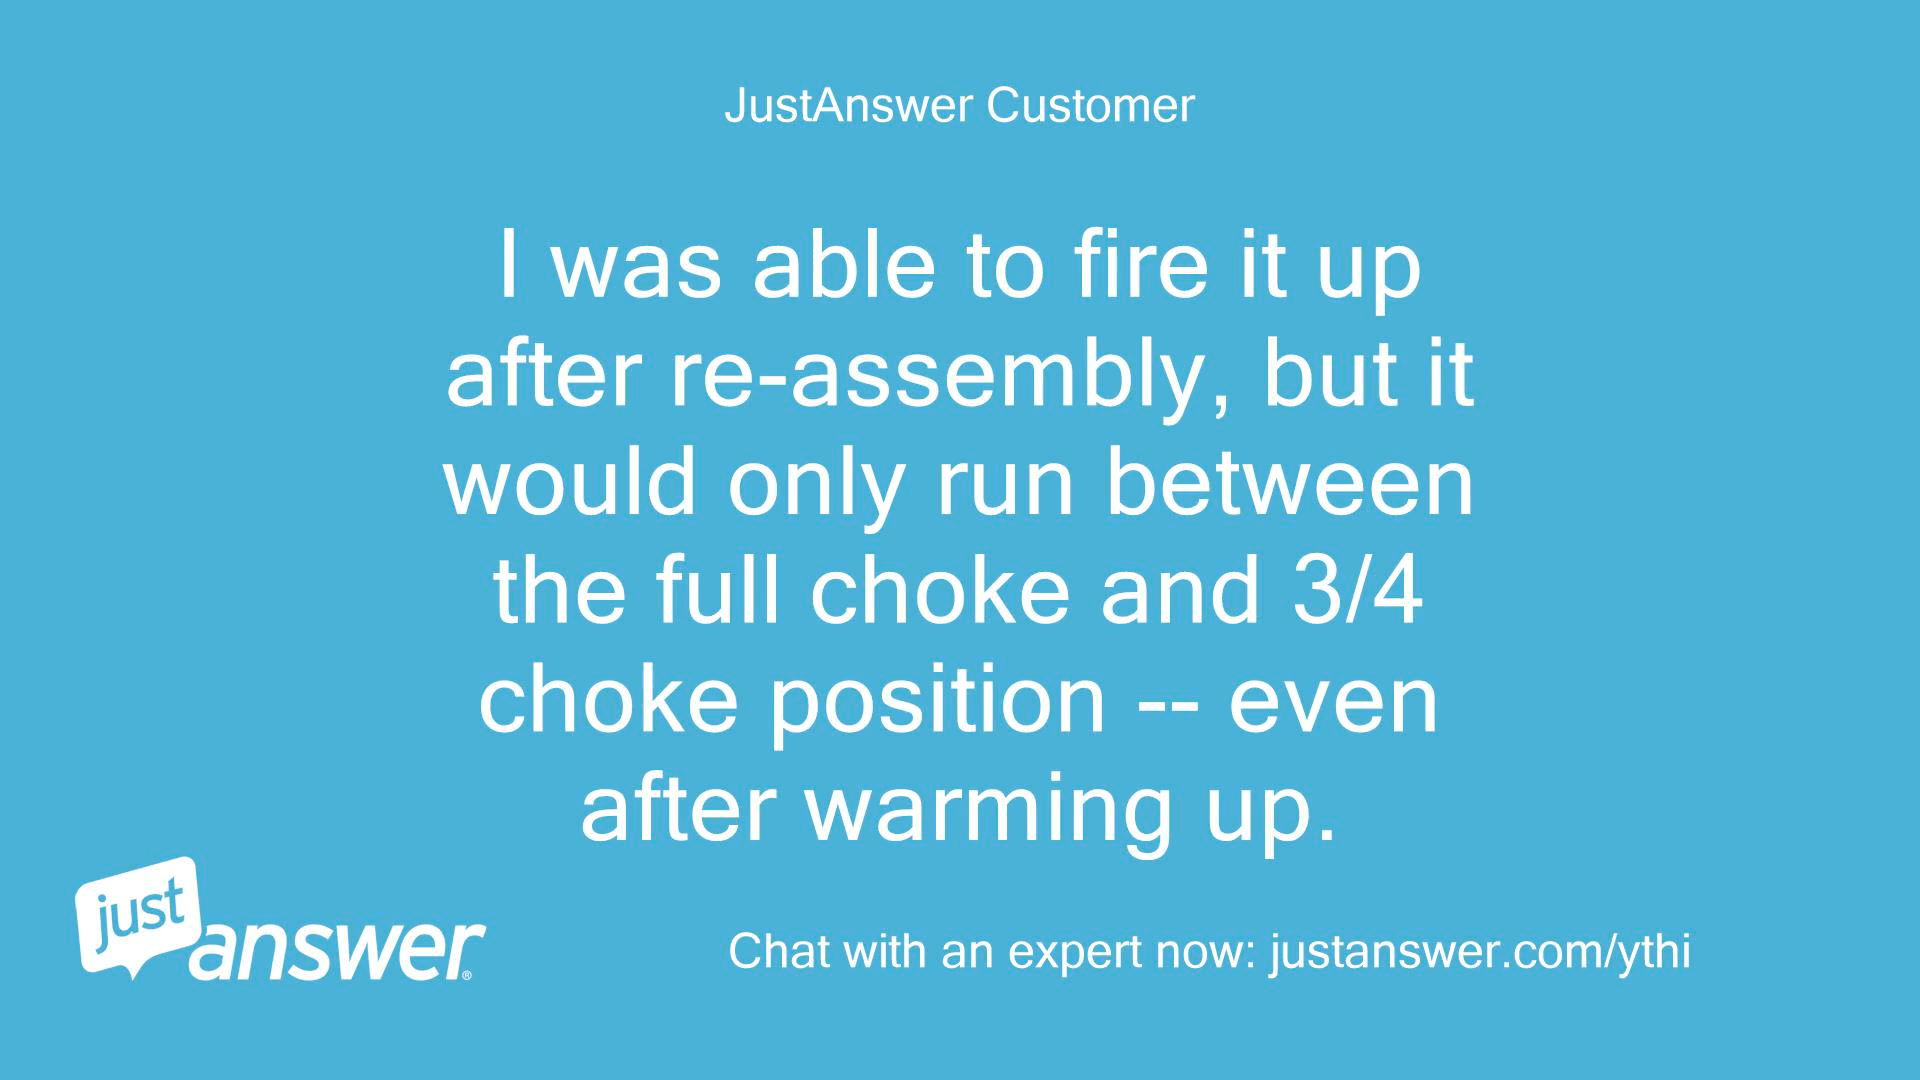 JustAnswer Customer
I was able to fire it up
after re-assembly, but it
would only run between
the full choke and 3/4
choke position -- even
after warming up.
just
answer®
Chat with an expert now: justanswer.com/ythi